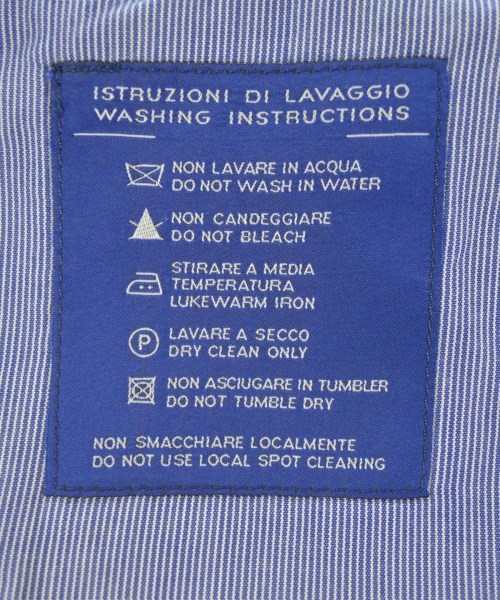 ISTRUZIONI DI LAVAGGIO
WASHING INSTRUCTIONS
NON LAVARE IN ACQUA
DO NOT WASH IN WATER
NON CANDEGGIARE
DO NOT BLEACH
STIRARE A MEDIA
TEMPERATURA
LUKEWARM IRON
P
LAVARE A SECCO
DRY CLEAN ONLY
NON ASCIUGARE IN TUMBLER
DO NOT TUMBLE DRY
NON SMACCHIARE LOCALMENTE
DO NOT USE LOCAL SPOT CLEANING